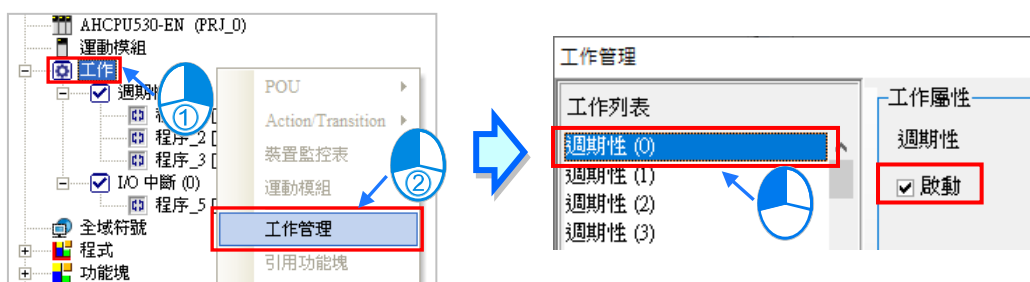 AHCPU530-EN (PRJ_0)
運動模組
工作
週期
①
程序_2 [
程序_3 [
I/O 中斷 (0)
程序_5 [
全域符號
程式
功能塊
POU
Action/Transition
裝置監控表
②
運動模組
工作管理
引用功能塊
工作管理
工作列表
週期性 (0)
週期性 (1)
週期性 (2)
週期性 (3)
工作屬性
週期性
啟動